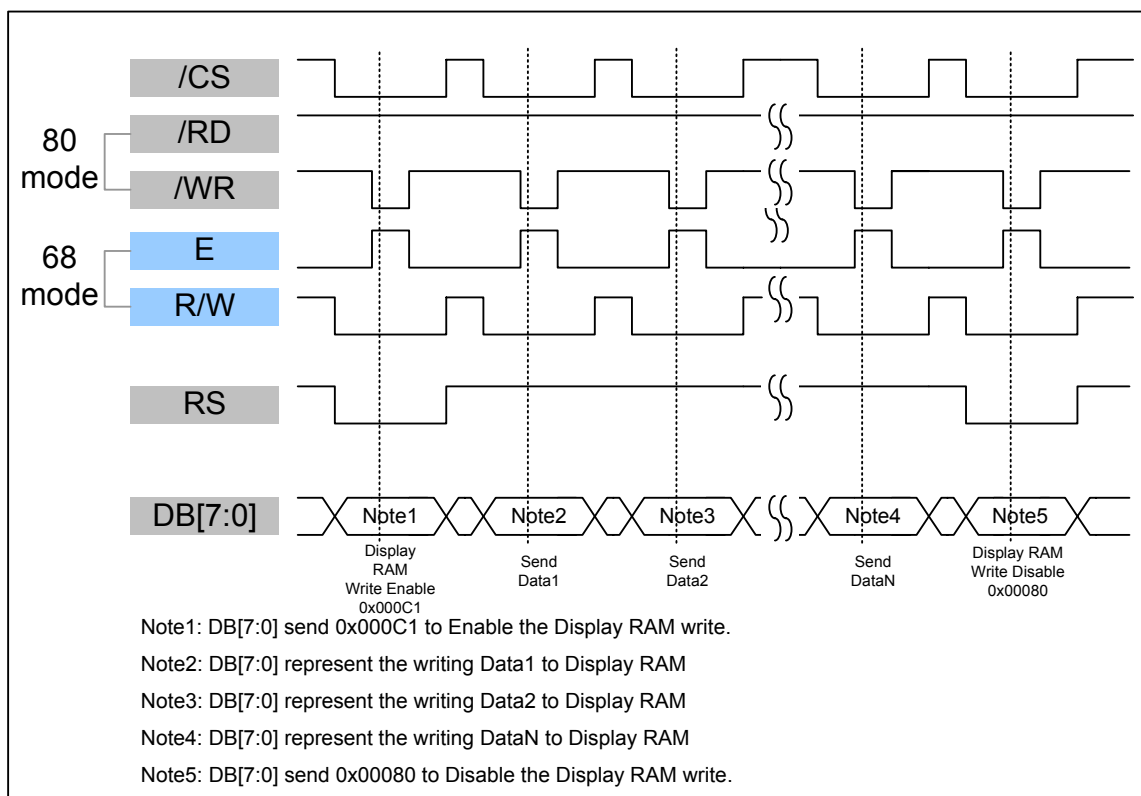 /CS
80
mode
/RD
/WR
68
mode
E
R/W
RS
DB[7:0]
Note1
Note2
Note3
Note4
Note5
Display
RAM
Write Enable
0x000C1
Send
Data1
Send
Data2
Send
DataN
Display RAM
Write Disable
0x00080
Note1: DB[7:0] send 0x000C1 to Enable the Display RAM write.
Note2: DB[7:0] represent the writing Data1 to Display RAM
Note3: DB[7:0] represent the writing Data2 to Display RAM
Note4: DB[7:0] represent the writing DataN to Display RAM
Note5: DB[7:0] send 0x00080 to Disable the Display RAM write.